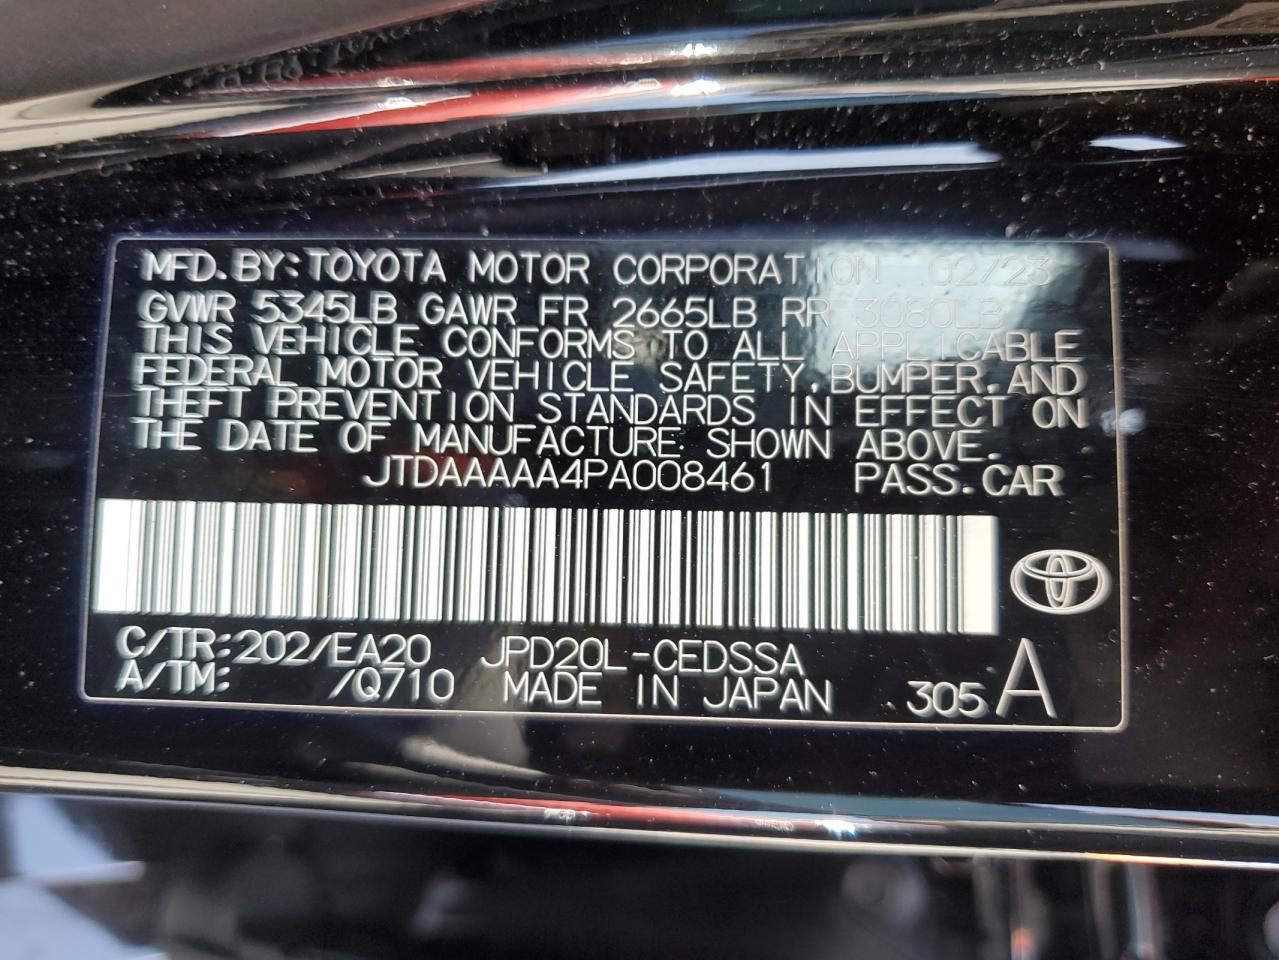 MFD. BY: TOYOTA MOTOR CORPORATION 02/23
GVWR 5345LB GAWR FR 2665LB RR 3080LB
THIS VEHICLE CONFORMS TO ALL APPLICABLE
FEDERAL MOTOR VEHICLE SAFETY, BUMPER, AND
THEFT PREVENTION STANDARDS IN EFFECT ON
THE DATE OF MANUFACTURE SHOWN ABOVE.
JTDAAAAA4PA008461 PASS. CAR
C/TR: 202/EA20 JPD20L-CEDSSA
A/TM: /Q710 MADE IN JAPAN 305 A